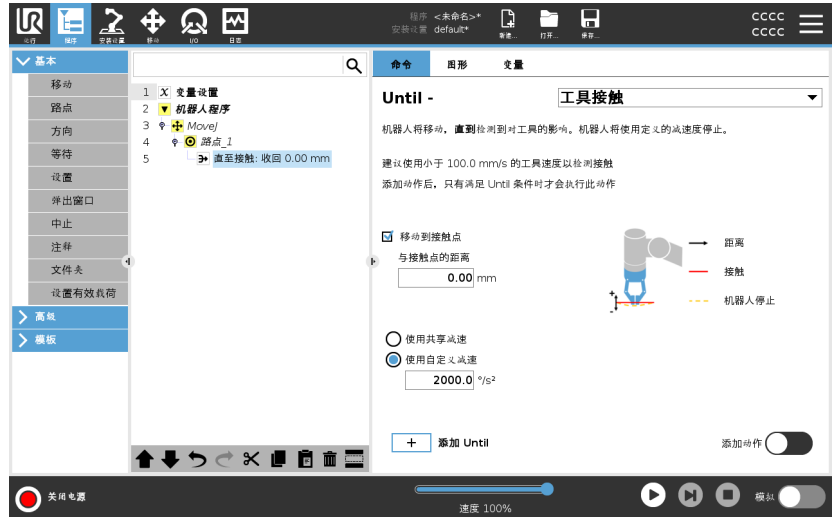 UR
运行
程序
安装设置
移动
I/O
日志
程序 <未命名>*
安装设置 default*
新建...
打开...
保存...
CCCC
CCCC
基本
移动
路点
方向
等待
设置
弹出窗口
中止
注释
文件夹
设置有效载荷
高级
模板
1 X 变量设置
2 机器人程序
3 MoveJ
4 路点_1
5 直至接触: 收回 0.00 mm
命令 图形 变量
Until - 工具接触
机器人将移动，直到检测到对工具的影响。机器人将使用定义的减速度停止。
建议使用小于 100.0 mm/s 的工具速度以检测接触
添加动作后，只有满足 Until 条件时才会执行此动作
移动到接触点
与接触点的距离
0.00 mm
距离
接触
机器人停止
+
-
使用共享减速
使用自定义减速
2000.0 °/s²
+ 添加 Until
添加动作
关闭电源
速度 100%
模拟